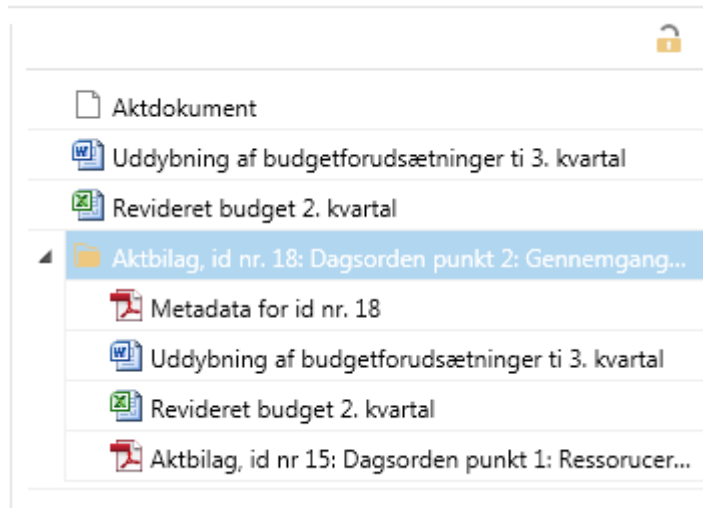 Aktdokument
Uddybning af budgetforudsætninger ti 3. kvartal
Revideret budget 2. kvartal
Aktbilag, id nr. 18: Dagsorden punkt 2: Gennemgang...
Metadata for id nr. 18
Uddybning af budgetforudsætninger ti 3. kvartal
Revideret budget 2. kvartal
Aktbilag, id nr 15: Dagsorden punkt 1: Ressorucer...